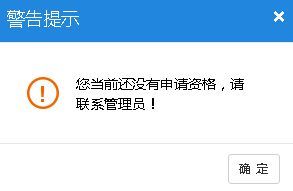 警告提示
您当前还没有申请资格，请
联系管理员！
确 定